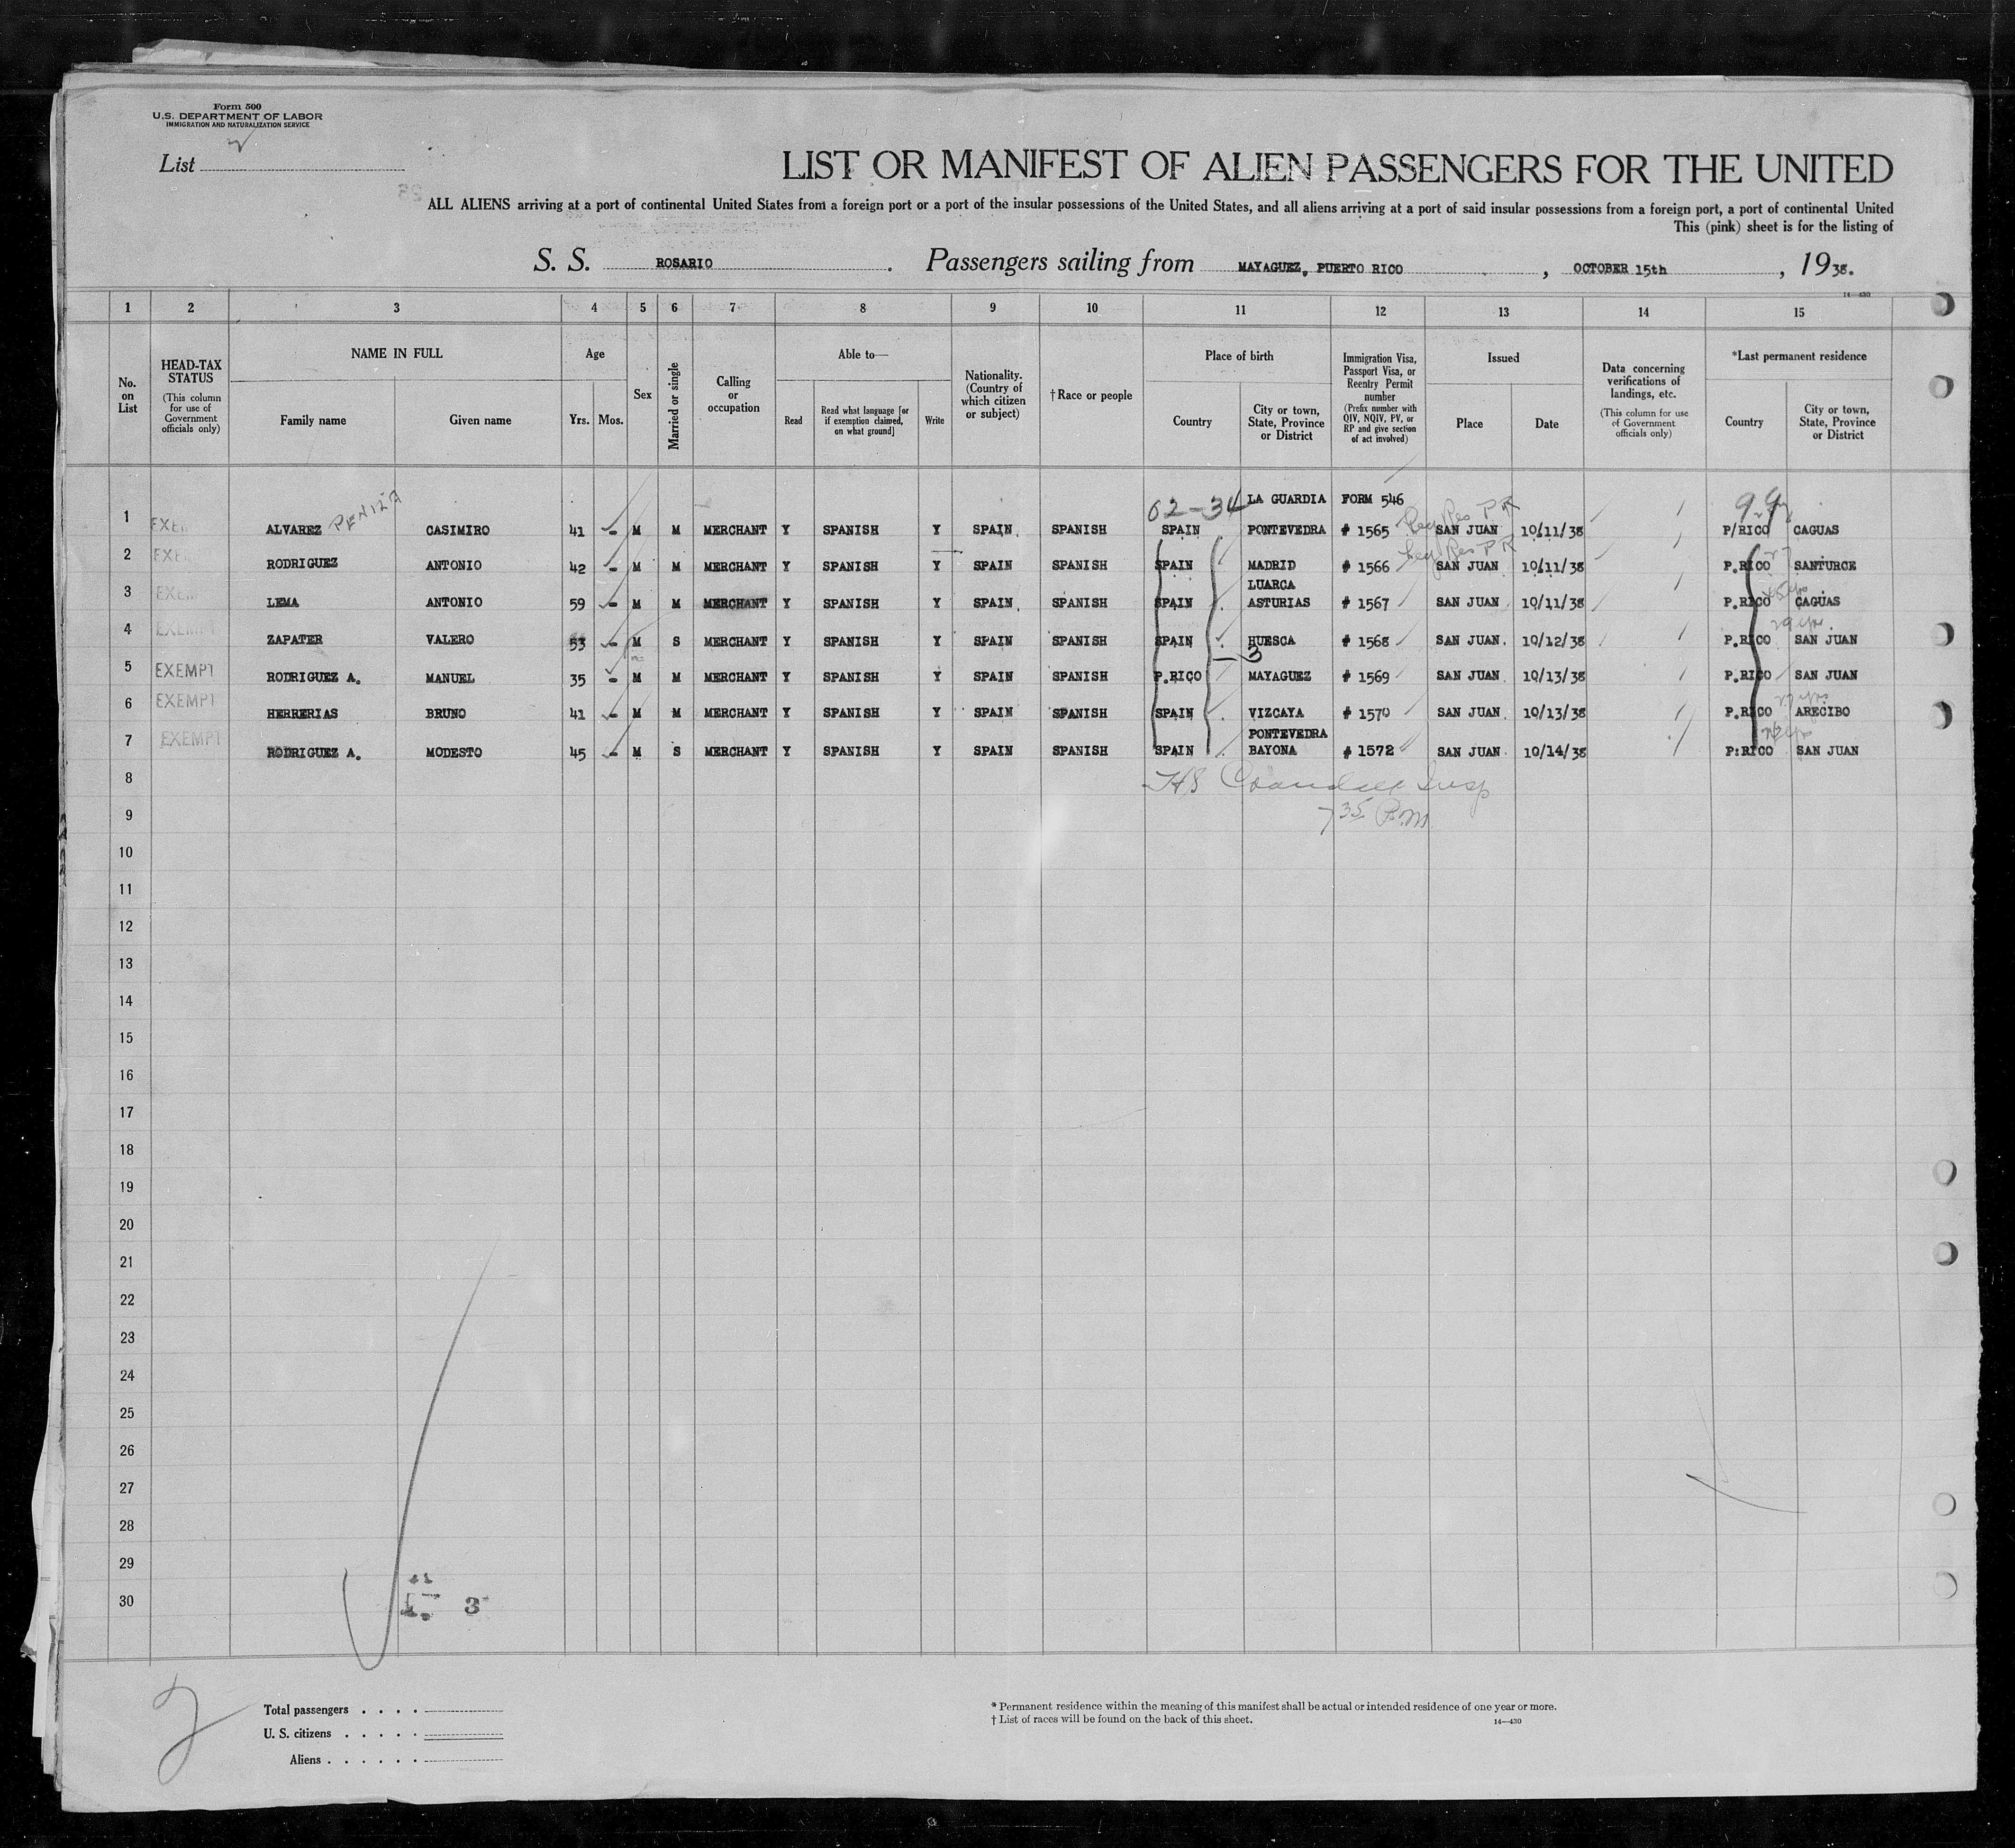 Form 500
U.S. DEPARTMENT OF LABOR
IMMIGRATION AND NATURALIZATION SERVICE
List 2
LIST OR MANIFEST OF ALIEN PASSENGERS FOR THE UNITED
ALL ALIENS arriving at a port of continental United States from a foreign port or a port of the insular possessions of the United States, and all aliens arriving at a port of said insular possessions from a foreign port, a port of continental United
This (pink) sheet is for the listing of
S. S. ROSARIO. Passengers sailing from MAYAGUEZ, PUERTO RICO, OCTOBER 15th, 1938.
14—430
1 2 3 4 5 6 7 8 9 10 11 12 13 14 15
No. on List
HEAD-TAX STATUS
(This column for use of Government officials only)
NAME IN FULL
Family name Given name
Age
Yrs. Mos.
Sex
Married or single
Calling or occupation
Able to—
Read
Read what language [or if exemption claimed, on what ground]
Write
Nationality. (Country of which citizen or subject)
†Race or people
Place of birth
Country
City or town, State, Province or District
Immigration Visa, Passport Visa, or Reentry Permit number
(Prefix number with QIV, NQIV, PV, or RP and give section of act involved)
Issued
Place Date
Data concerning verifications of landings, etc.
(This column for use of Government officials only)
*Last permanent residence
Country
City or town, State, Province or District
LA GUARDIA FORM 546
1 ALVAREZ CASIMIRO 41 - M M MERCHANT Y SPANISH Y SPAIN SPANISH SPAIN PONTEVEDRA # 1565 SAN JUAN 10/11/38 P/RICO CAGUAS
2 RODRIGUEZ ANTONIO 42 - M M MERCHANT Y SPANISH Y SPAIN SPANISH SPAIN MADRID # 1566 SAN JUAN 10/11/38 P.RICO SANTURCE
LUARCA
3 LEMA ANTONIO 59 - M M MERCHANT Y SPANISH Y SPAIN SPANISH SPAIN ASTURIAS # 1567 SAN JUAN 10/11/38 P.RICO CAGUAS
4 EXEMPT ZAPATER VALERO 53 - M S MERCHANT Y SPANISH Y SPAIN SPANISH SPAIN HUESCA # 1568 SAN JUAN. 10/12/38 P.RICO SAN JUAN
3
5 EXEMPT RODRIGUEZ A. MANUEL 35 - M M MERCHANT Y SPANISH Y SPAIN SPANISH P.RICO MAYAGUEZ # 1569 SAN JUAN 10/13/38 P.RICO SAN JUAN
6 EXEMPT HERRERIAS BRUNO 41 - M M MERCHANT Y SPANISH Y SPAIN SPANISH SPAIN VIZCAYA # 1570 SAN JUAN. 10/13/38 P.RICO ARECIBO
PONTEVEDRA
7 EXEMPT RODRIGUEZ A. MODESTO 45 - M S MERCHANT Y SPANISH Y SPAIN SPANISH SPAIN BAYONA # 1572 SAN JUAN. 10/14/38 P:RICO SAN JUAN
8
7 35 P.M.
9
10
11
12
13
14
15
16
17
18
19
20
21
22
23
24
25
26
27
28
29
30
3
2
Total passengers . . . .
U. S. citizens . . . . .
Aliens . . . . . .
* Permanent residence within the meaning of this manifest shall be actual or intended residence of one year or more.
† List of races will be found on the back of this sheet.
14—430